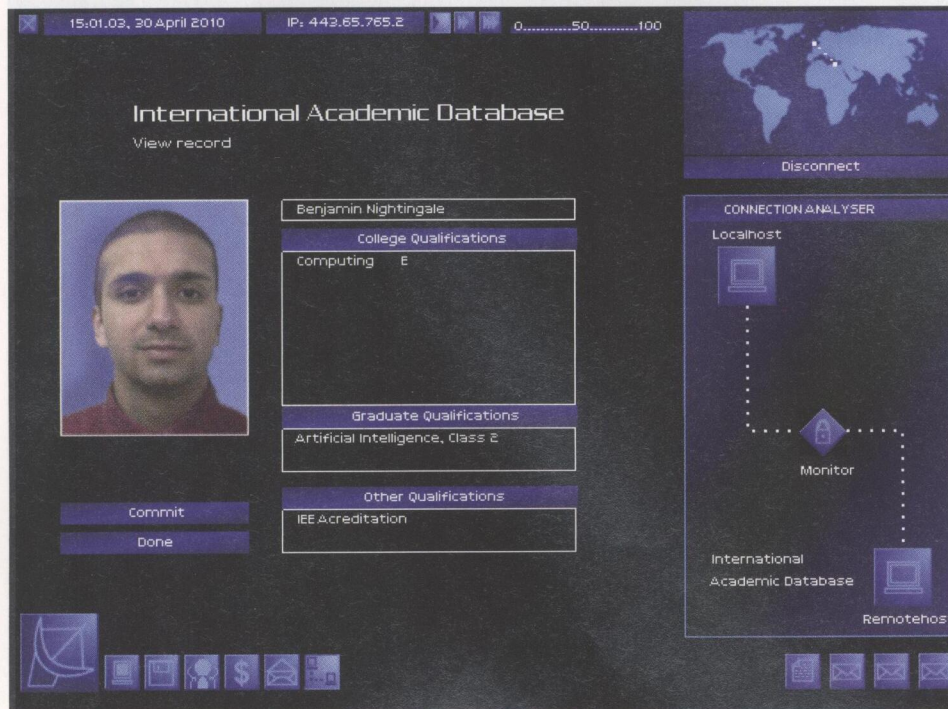 15:01.03, 30 April 2010
IP: 443.65.765.2
0...........50...........100
International Academic Database
View record
Disconnect
Benjamin Nightingale
College Qualifications
Computing E
Graduate Qualifications
Artificial Intelligence, Class 2
Other Qualifications
IEE Acreditation
Commit
Done
CONNECTION ANALYSER
Localhost
Monitor
International
Academic Database
Remotehos